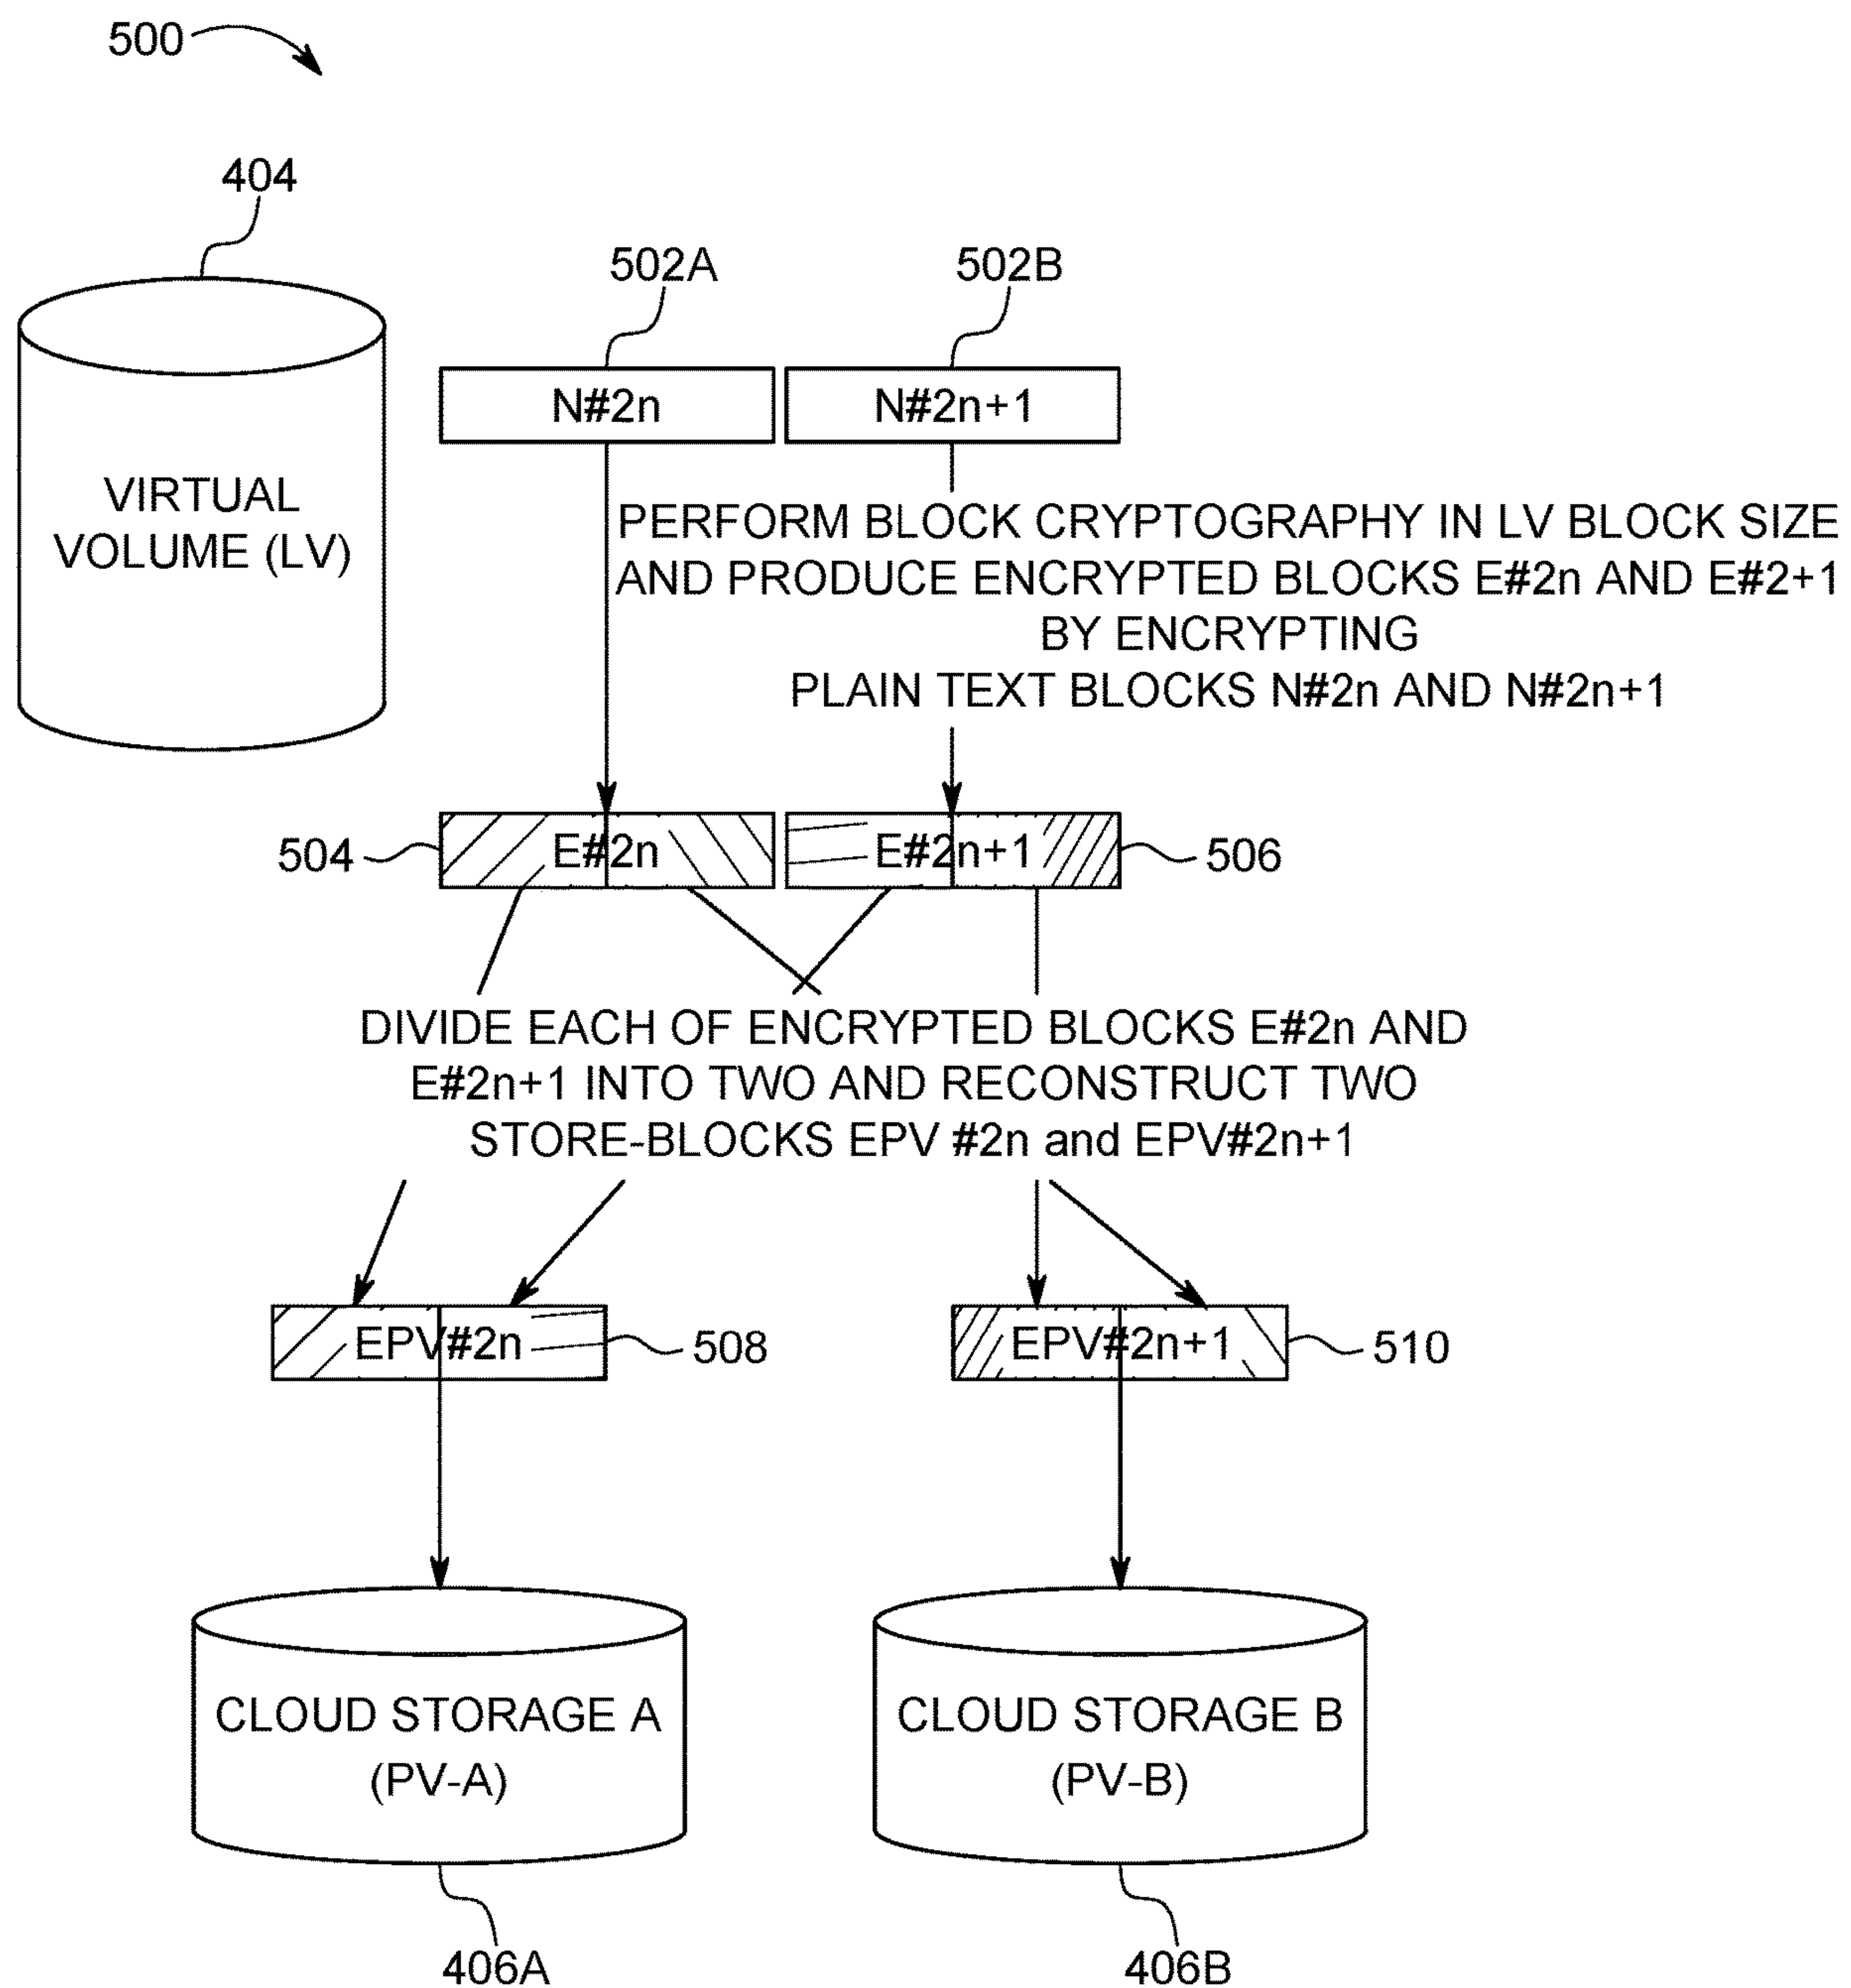 500
404
502A
502B
N#2n
N#2n+1
VIRTUAL
VOLUME (LV)
PERFORM BLOCK CRYPTOGRAPHY IN LV BLOCK SIZE
AND PRODUCE ENCRYPTED BLOCKS E#2n AND E#2+1
BY ENCRYPTING
PLAIN TEXT BLOCKS N#2n AND N#2n+1
504
E#2n
E#2n+1
506
DIVIDE EACH OF ENCRYPTED BLOCKS E#2n AND
E#2n+1 INTO TWO AND RECONSTRUCT TWO
STORE-BLOCKS EPV #2n and EPV#2n+1
EPV#2n
508
EPV#2n+1
510
CLOUD STORAGE A
(PV-A)
CLOUD STORAGE B
(PV-B)
406A
406B